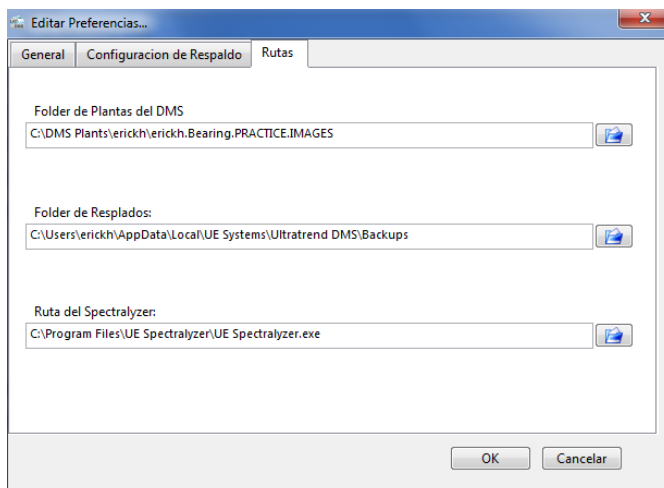 Editar Preferencias...
General
Configuracion de Respaldo
Rutas
Folder de Plantas del DMS
C:\DMS Plants\erickh\erickh.Bearing.PRACTICE.IMAGES
Folder de Resplados:
C:\Users\erickh\AppData\Local\UE Systems\Ultratrend DMS\Backups
Ruta del Spectralyzer:
C:\Program Files\UE Spectralyzer\UE Spectralyzer.exe
OK
Cancelar